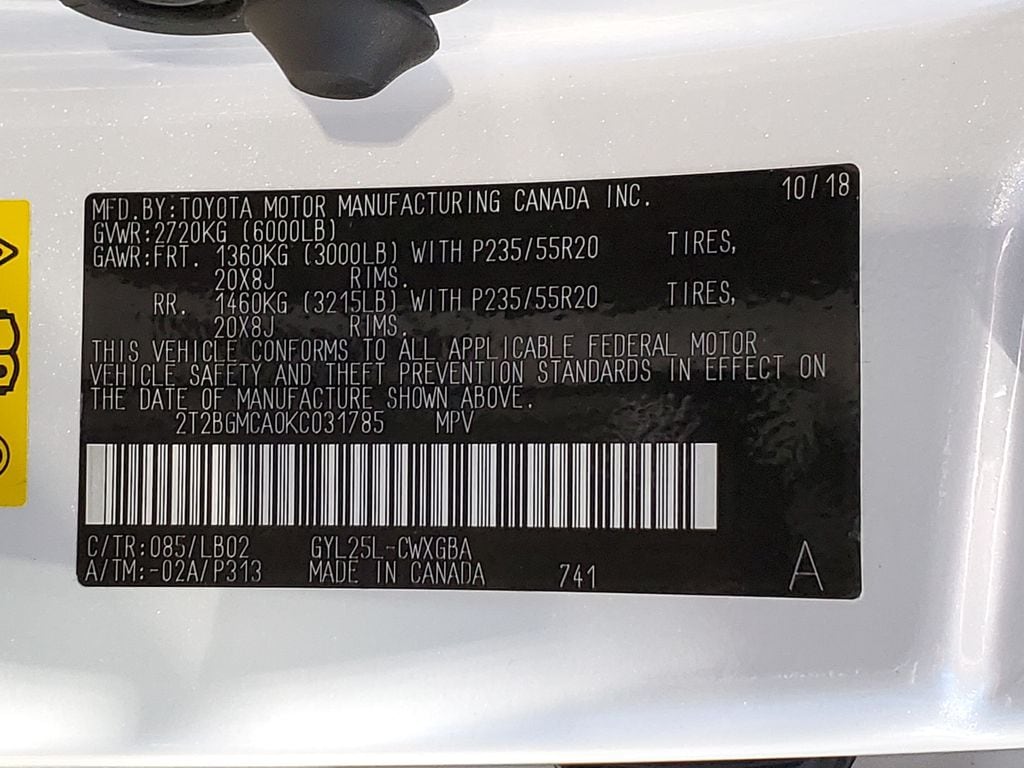 10/18
MFD.BY:TOYOTA MOTOR MANUFACTURING CANADA INC.
GVWR:2720KG (6000LB)
GAWR:FRT. 1360KG (3000LB) WITH P235/55R20 TIRES,
20X8J RIMS.
RR. 1460KG (3215LB) WITH P235/55R20 TIRES,
20X8J RIMS.
THIS VEHICLE CONFORMS TO ALL APPLICABLE FEDERAL MOTOR
VEHICLE SAFETY AND THEFT PREVENTION STANDARDS IN EFFECT ON
THE DATE OF MANUFACTURE SHOWN ABOVE.
2T2BGMCA0KC031785 MPV
C/TR:085/LB02 GYL25L-CWXGBA
A/TM:-02A/P313 MADE IN CANADA 741 A